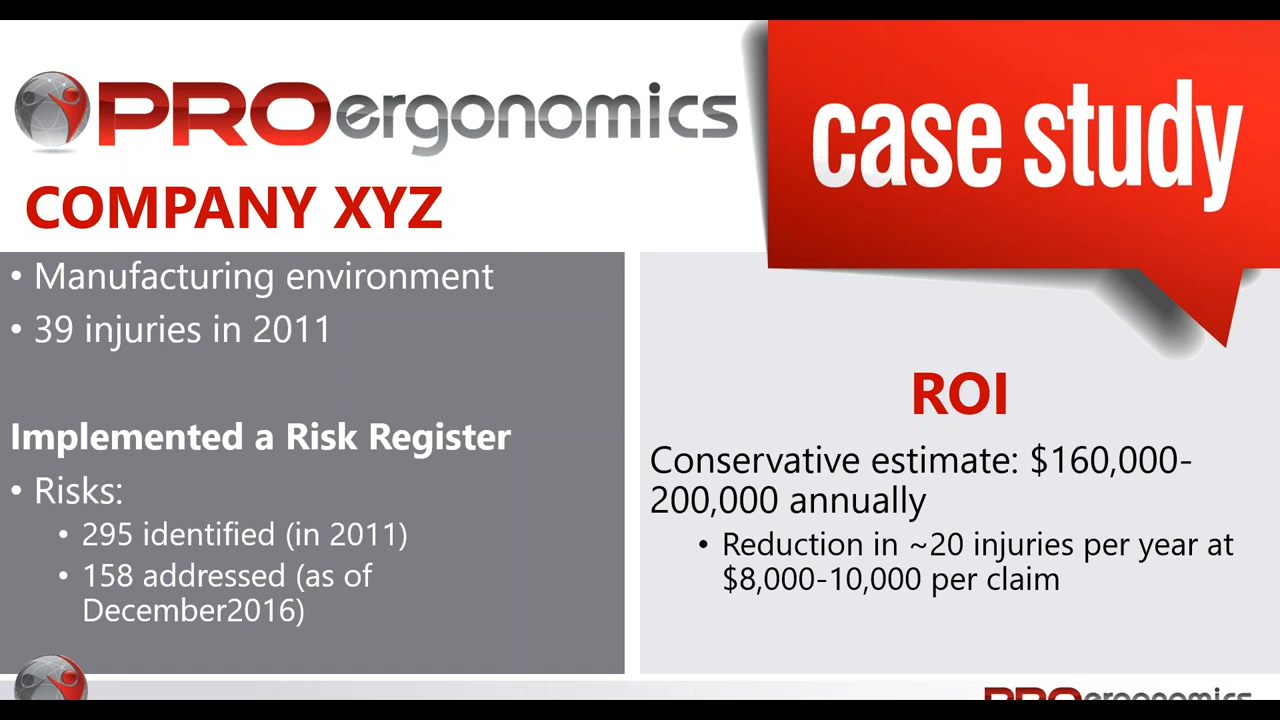 PROergonomics
case study
COMPANY XYZ
• Manufacturing environment
• 39 injuries in 2011
Implemented a Risk Register
• Risks:
• 295 identified (in 2011)
• 158 addressed (as of
December2016)
ROI
Conservative estimate: $160,000-
200,000 annually
• Reduction in ~20 injuries per year at
$8,000-10,000 per claim
PROergonomics